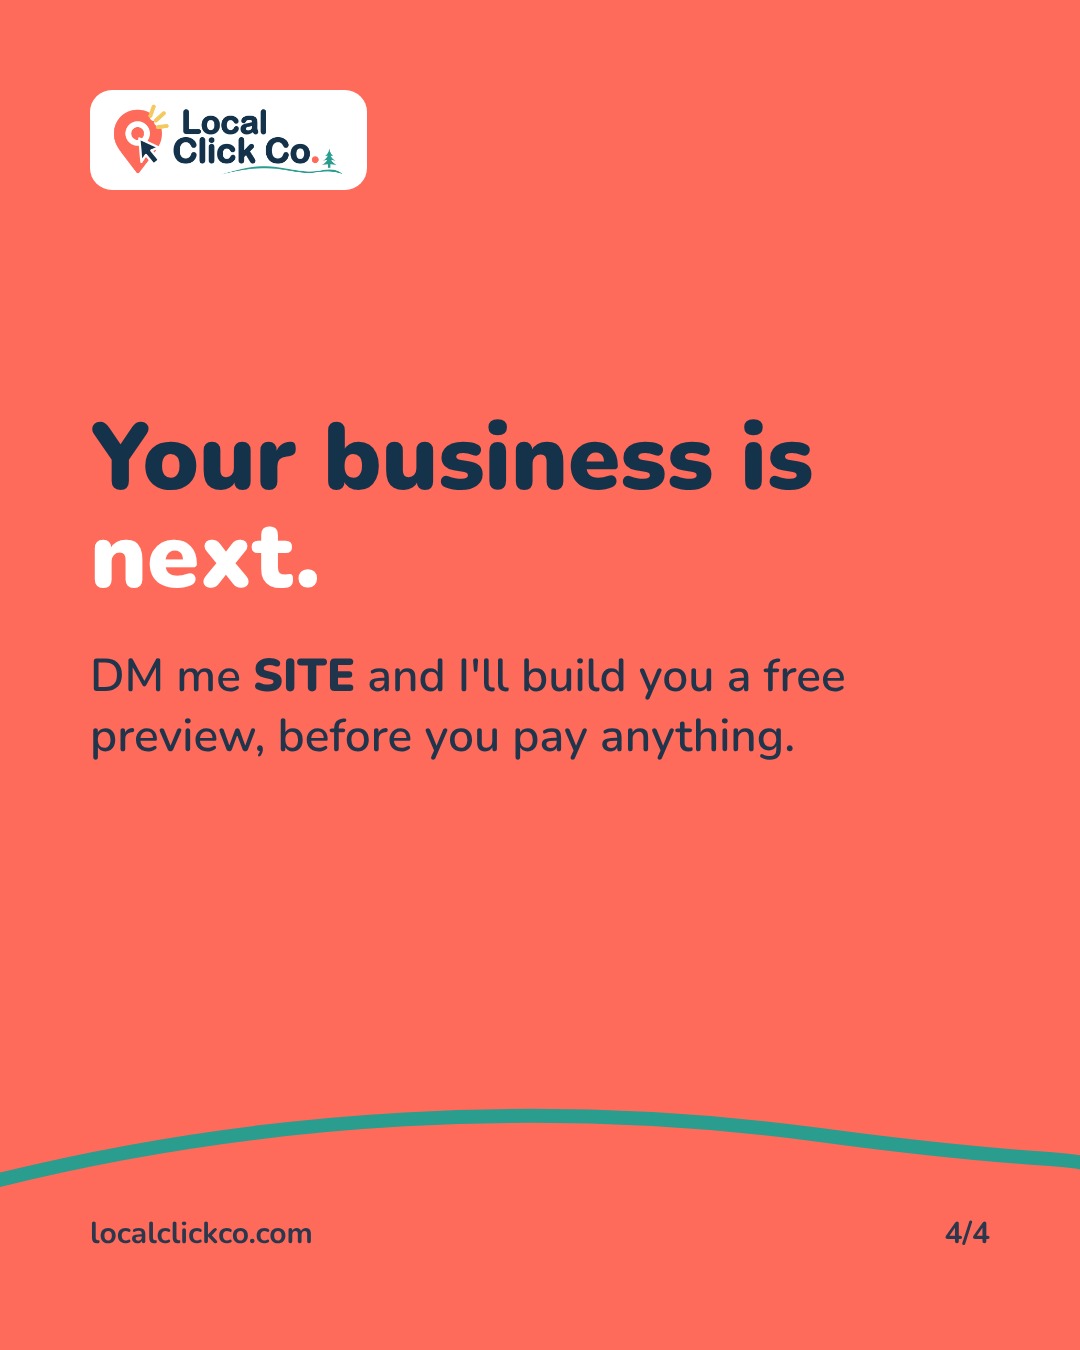 Local
Click Co.
Your business is
next.
DM me SITE and I'll build you a free
preview, before you pay anything.
localclickco.com
4/4